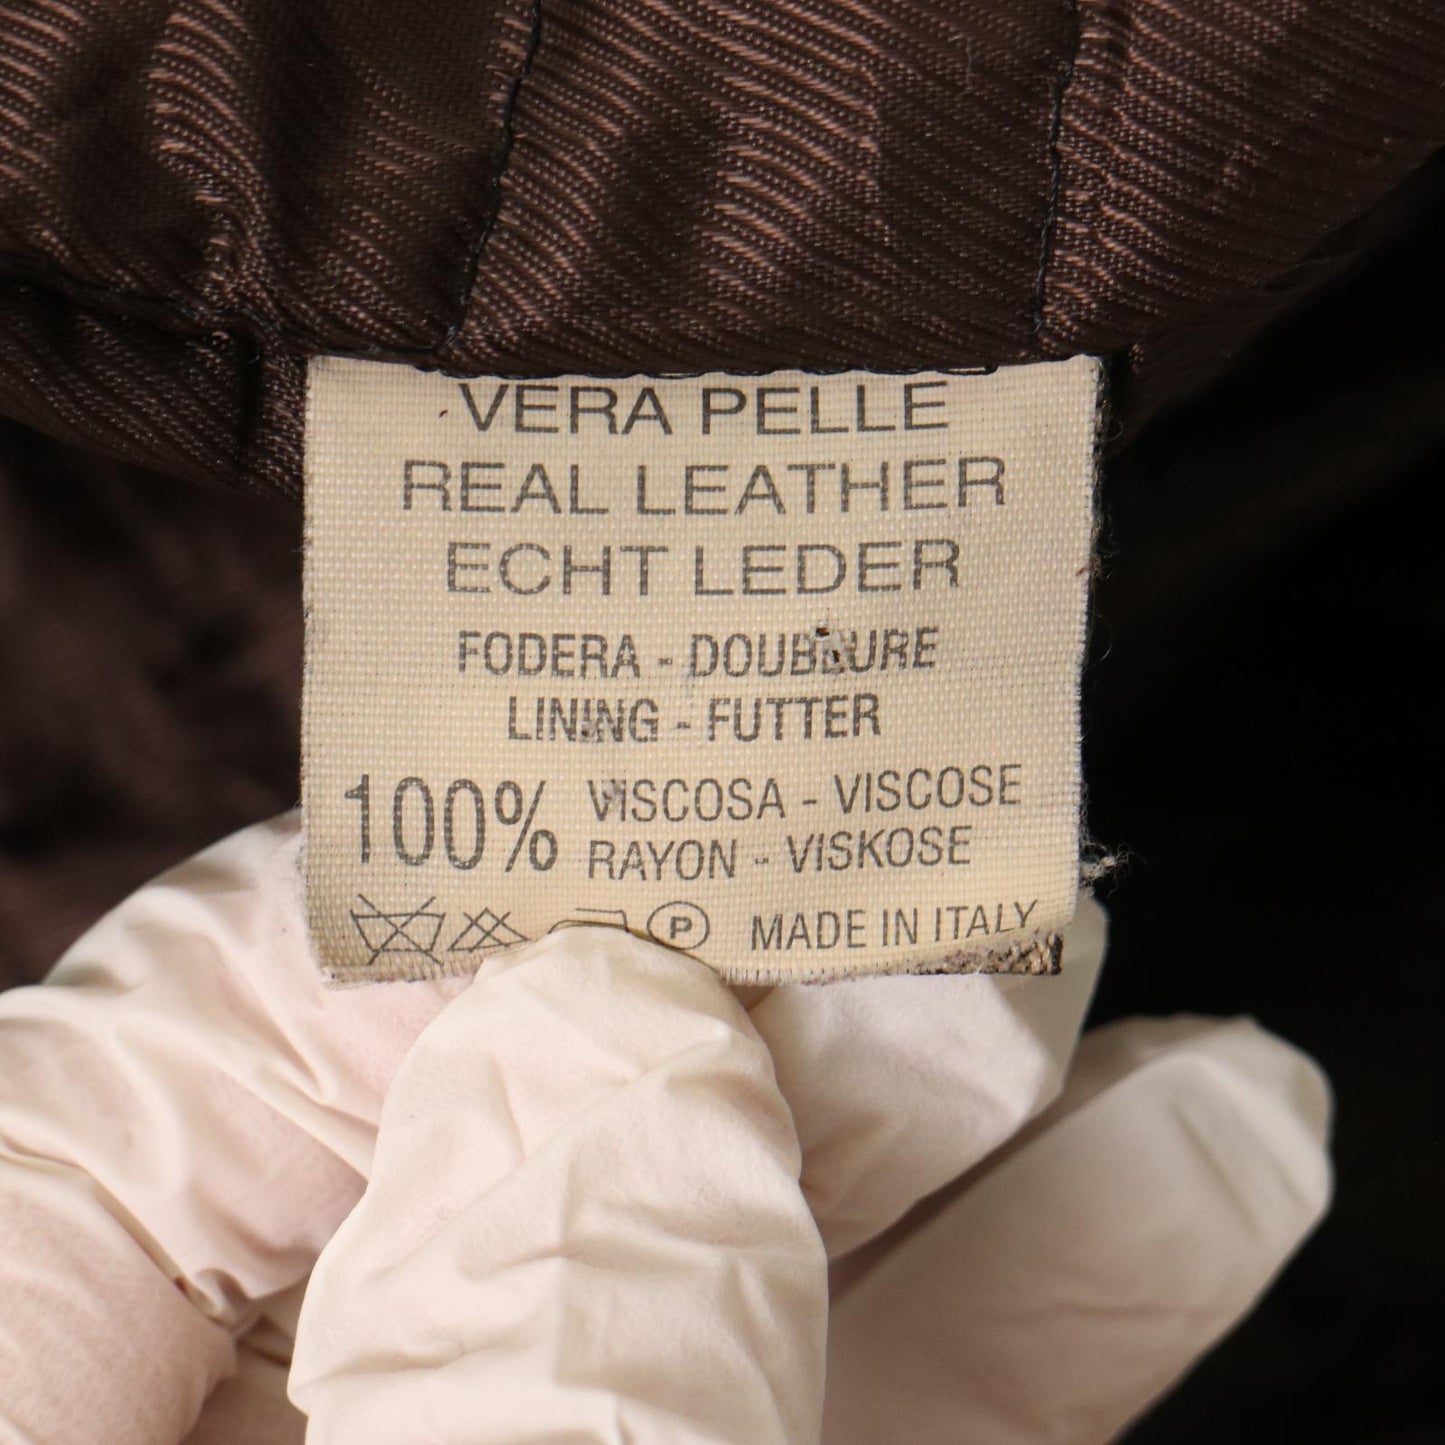 VERA PELLE
REAL LEATHER
ECHT LEDER
FODERA - DOUBLURE
LINING - FUTTER
100% VISCOSA - VISCOSE
RAYON - VISKOSE
P MADE IN ITALY